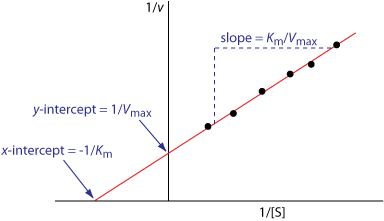 1/v
slope = Km/Vmax
y-intercept = 1/Vmax
x-intercept = -1/Km
1/[S]